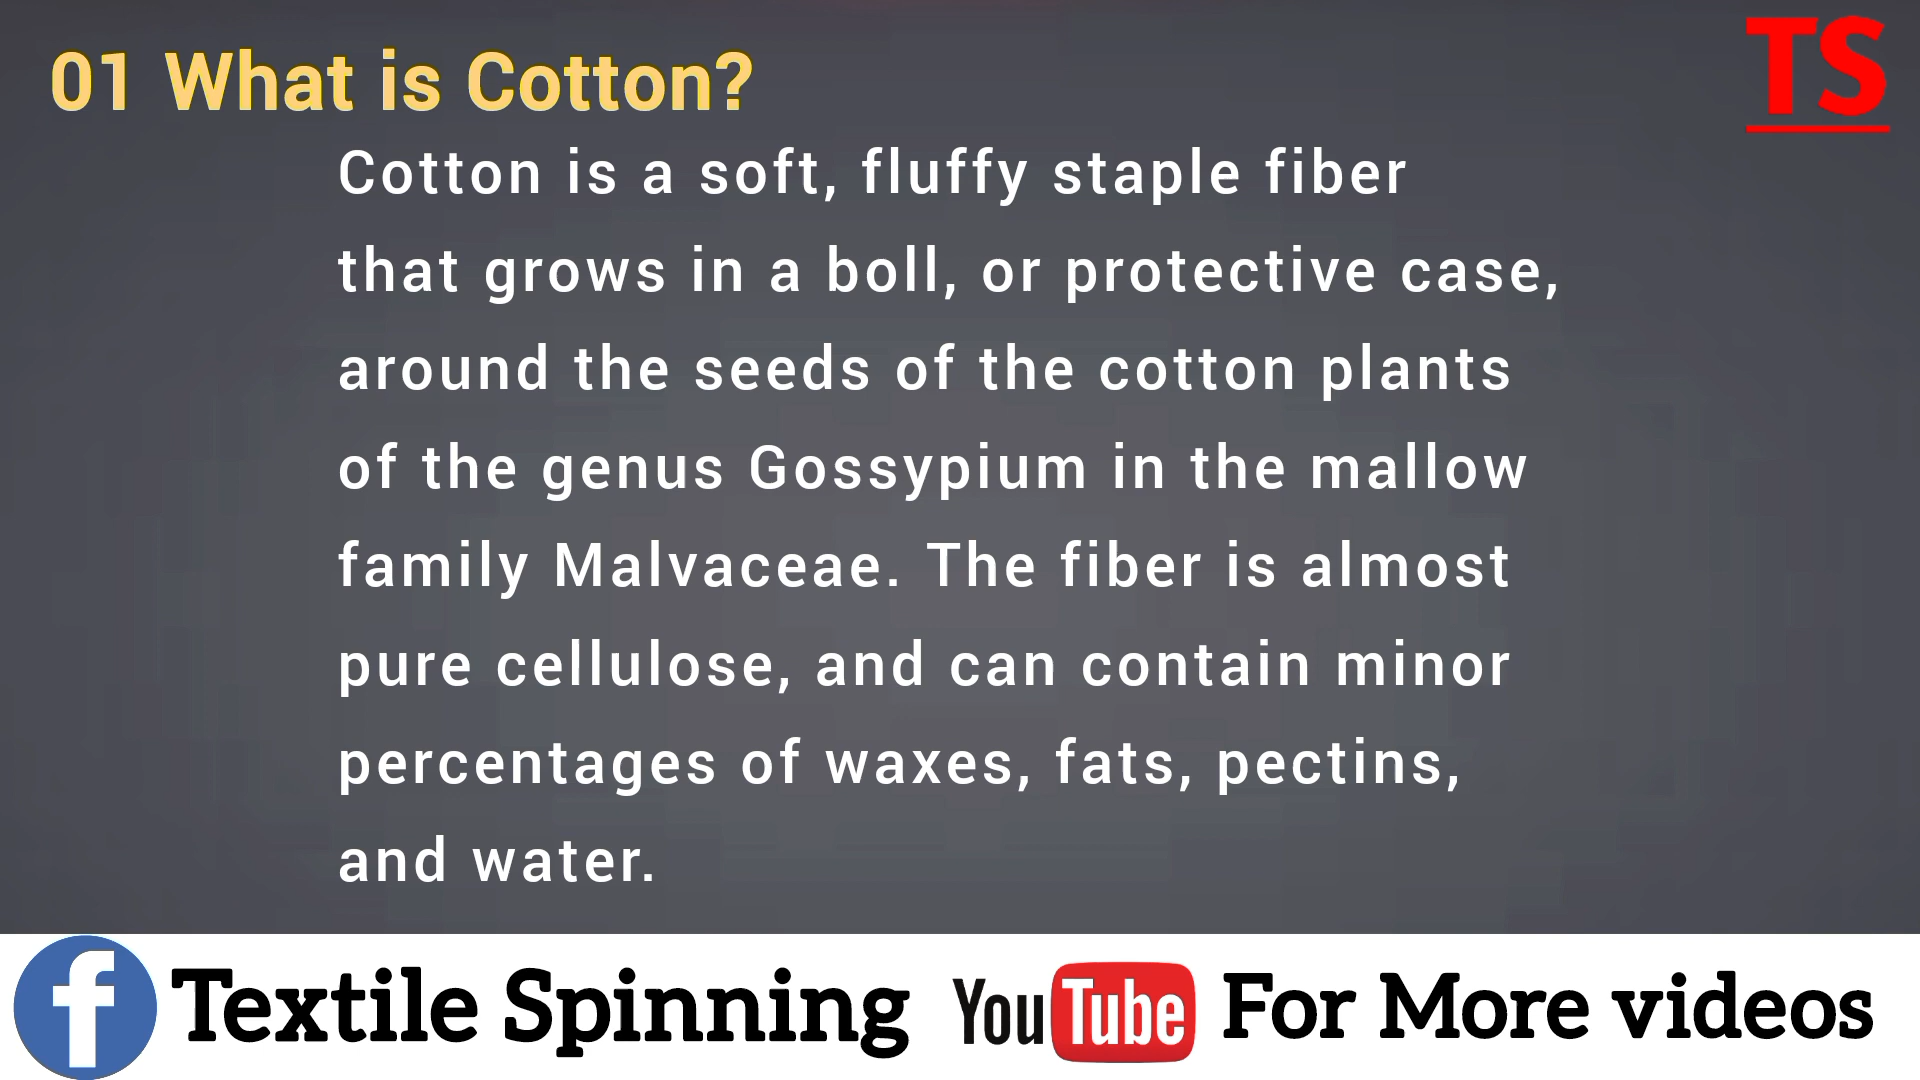 01 What is Cotton?
TS
Cotton is a soft, fluffy staple fiber
that grows in a boll, or protective case,
around the seeds of the cotton plants
of the genus Gossypium in the mallow
family Malvaceae. The fiber is almost
pure cellulose, and can contain minor
percentages of waxes, fats, pectins,
and water.
f Textile Spinning YouTube For More videos